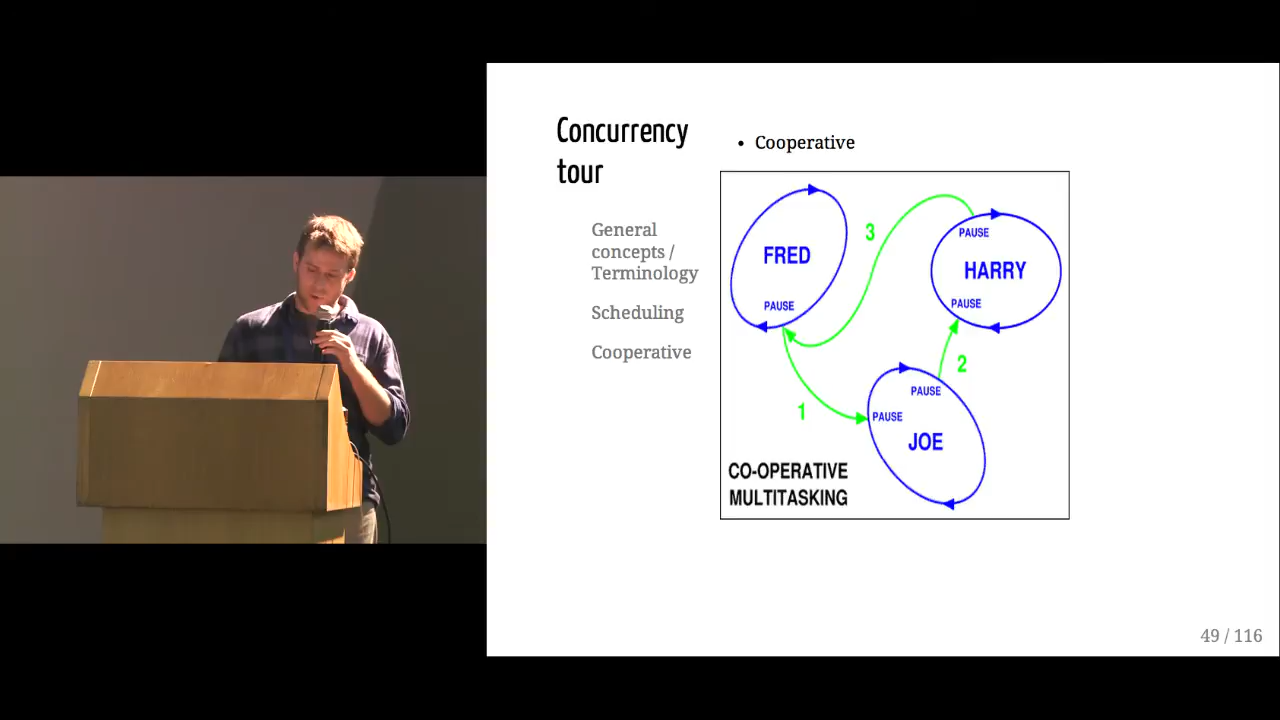 Concurrency
tour
General
concepts /
Terminology
Scheduling
Cooperative
• Cooperative
FRED
PAUSE
3
PAUSE
HARRY
PAUSE
1
2
PAUSE
PAUSE
JOE
CO-OPERATIVE
MULTITASKING
49 / 116